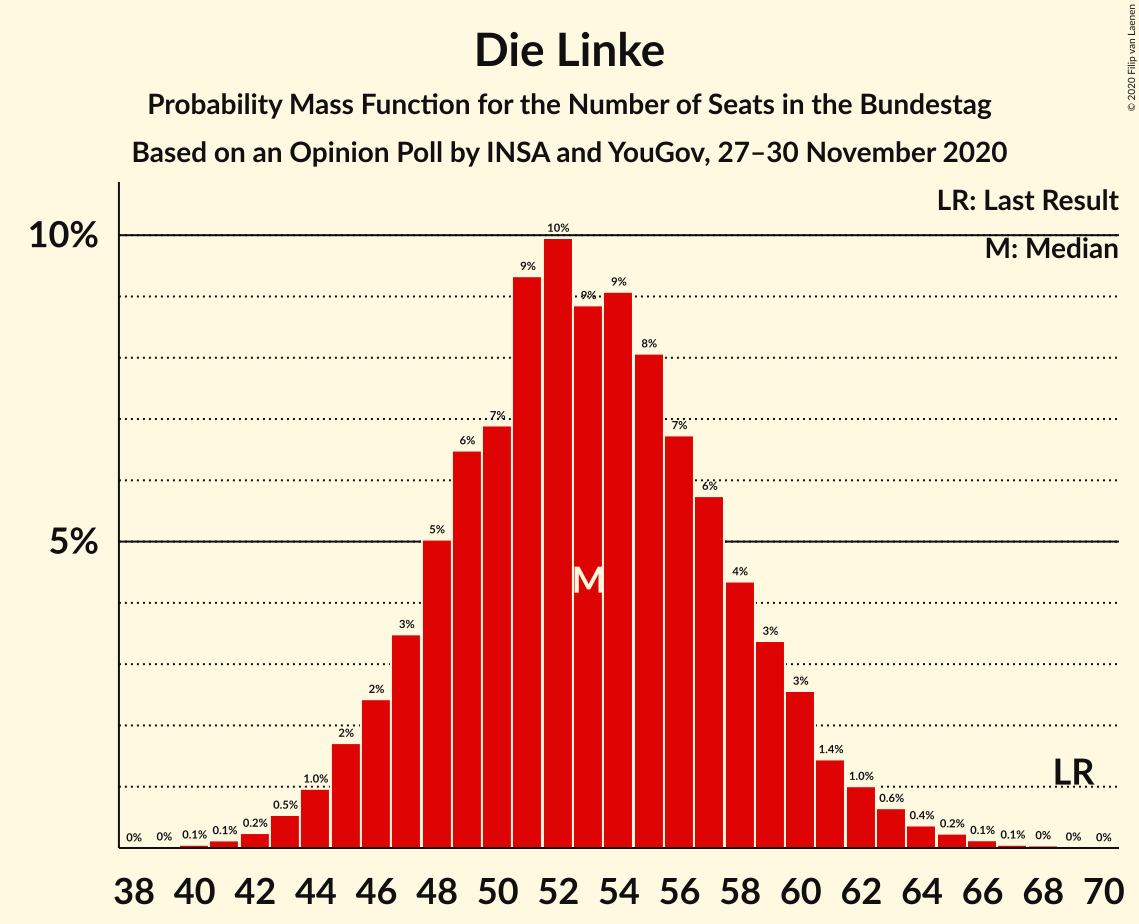 Die Linke
Probability Mass Function for the Number of Seats in the Bundestag
Based on an Opinion Poll by INSA and YouGov, 27–30 November 2020
© 2020 Filip van Laenen
LR: Last Result
M: Median
10%
5%
0% 0% 0.1% 0.1% 0.2% 0.5% 1.0% 2% 2% 3% 5% 6% 7% 9% 10% 9% 9% 8% 7% 6% 4% 3% 3% 1.4% 1.0% 0.6% 0.4% 0.2% 0.1% 0.1% 0% 0% 0%
M
LR
38 40 42 44 46 48 50 52 54 56 58 60 62 64 66 68 70